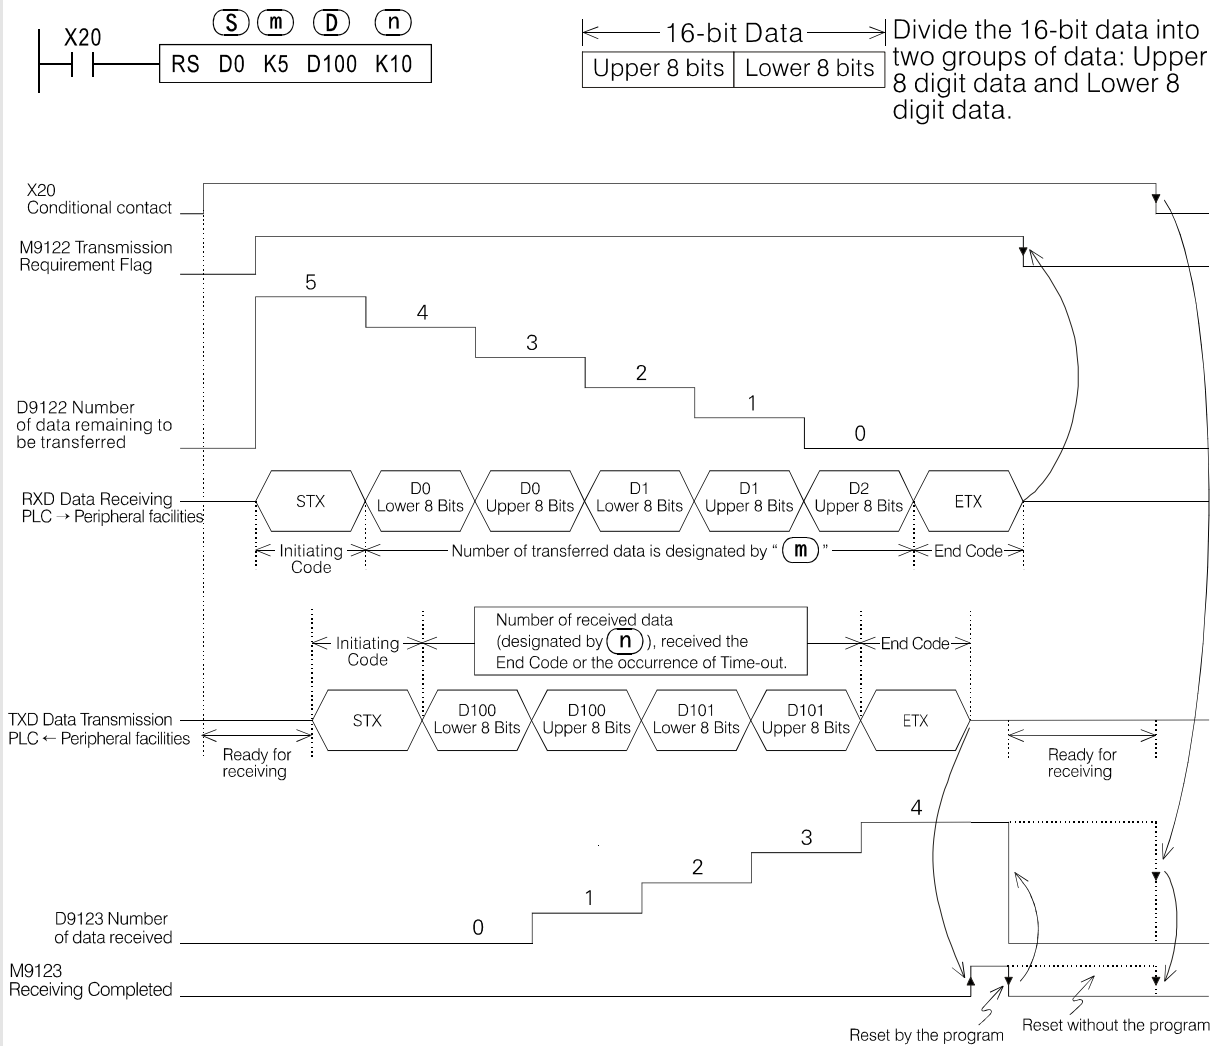 S m D n
X20
RS D0 K5 D100 K10
16-bit Data
Upper 8 bits Lower 8 bits
Divide the 16-bit data into
two groups of data: Upper
8 digit data and Lower 8
digit data.
X20
Conditional contact
M9122 Transmission
Requirement Flag
5
4
3
2
1
0
D9122 Number
of data remaining to
be transferred
RXD Data Receiving
PLC → Peripheral facilities
STX
D0
Lower 8 Bits
D0
Upper 8 Bits
D1
Lower 8 Bits
D1
Upper 8 Bits
D2
Upper 8 Bits
ETX
Initiating
Code
Number of transferred data is designated by “ m ”
End Code
Initiating
Code
Number of received data
(designated by n ), received the
End Code or the occurrence of Time-out.
End Code
TXD Data Transmission
PLC ← Peripheral facilities
STX
D100
Lower 8 Bits
D100
Upper 8 Bits
D101
Lower 8 Bits
D101
Upper 8 Bits
ETX
Ready for
receiving
Ready for
receiving
4
3
2
1
0
D9123 Number
of data received
M9123
Receiving Completed
Reset by the program
Reset without the program